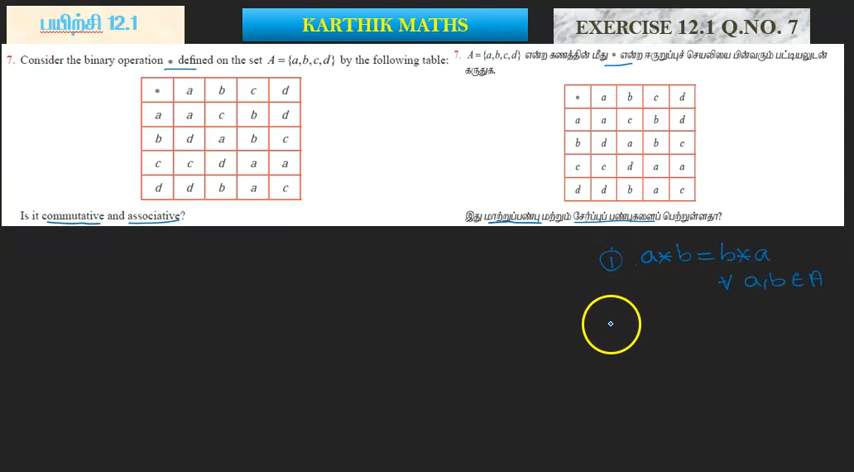 பயிற்சி 12.1
KARTHIK MATHS
EXERCISE 12.1 Q.NO. 7
7. Consider the binary operation * defined on the set A = {a,b,c,d} by the following table:
* a b c d
a a c b d
b d a b c
c c d a a
d d b a c
Is it commutative and associative?
7. A = {a,b,c,d} என்ற கணத்தின் மீது * என்ற ஈருறுப்புச் செயலியை பின்வரும் பட்டியலுடன்
கருதுக.
* a b c d
a a c b d
b d a b c
c c d a a
d d b a c
இது மாற்றுப்பண்பு மற்றும் சேர்ப்புப் பண்புகளைப் பெற்றுள்ளதா?
(i) a*b = b*a
∀ a,b ∈ A